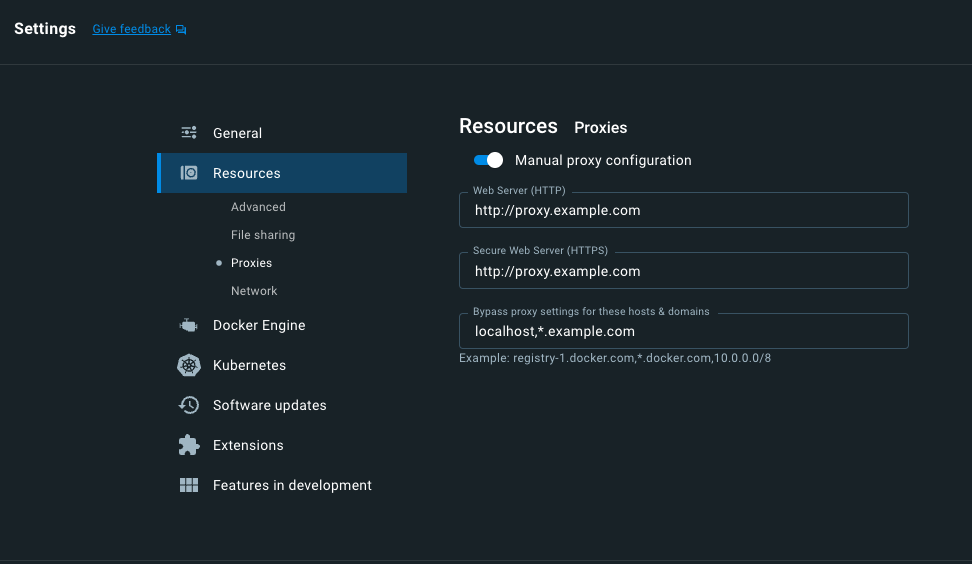 Settings Give feedback
General
Resources
Advanced
File sharing
Proxies
Network
Docker Engine
Kubernetes
Software updates
Extensions
Features in development
Resources Proxies
Manual proxy configuration
Web Server (HTTP)
http://proxy.example.com
Secure Web Server (HTTPS)
http://proxy.example.com
Bypass proxy settings for these hosts & domains
localhost,*.example.com
Example: registry-1.docker.com,*.docker.com,10.0.0.0/8